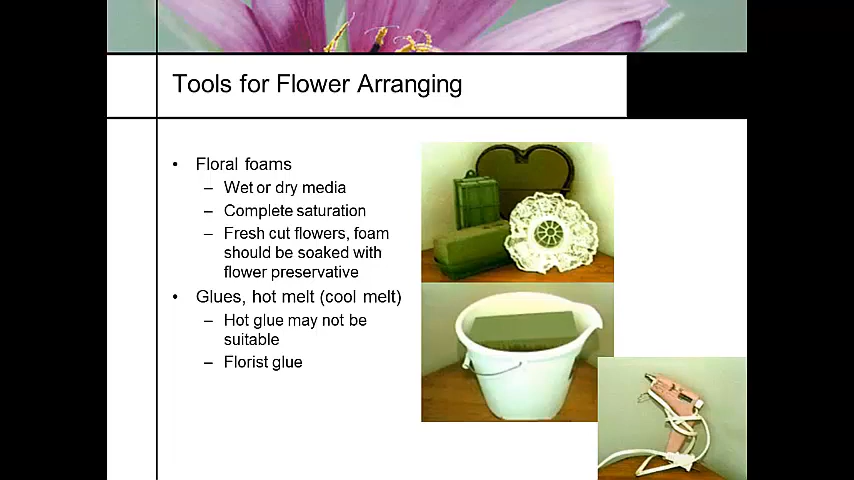 Tools for Flower Arranging
• Floral foams
– Wet or dry media
– Complete saturation
– Fresh cut flowers, foam
should be soaked with
flower preservative
• Glues, hot melt (cool melt)
– Hot glue may not be
suitable
– Florist glue